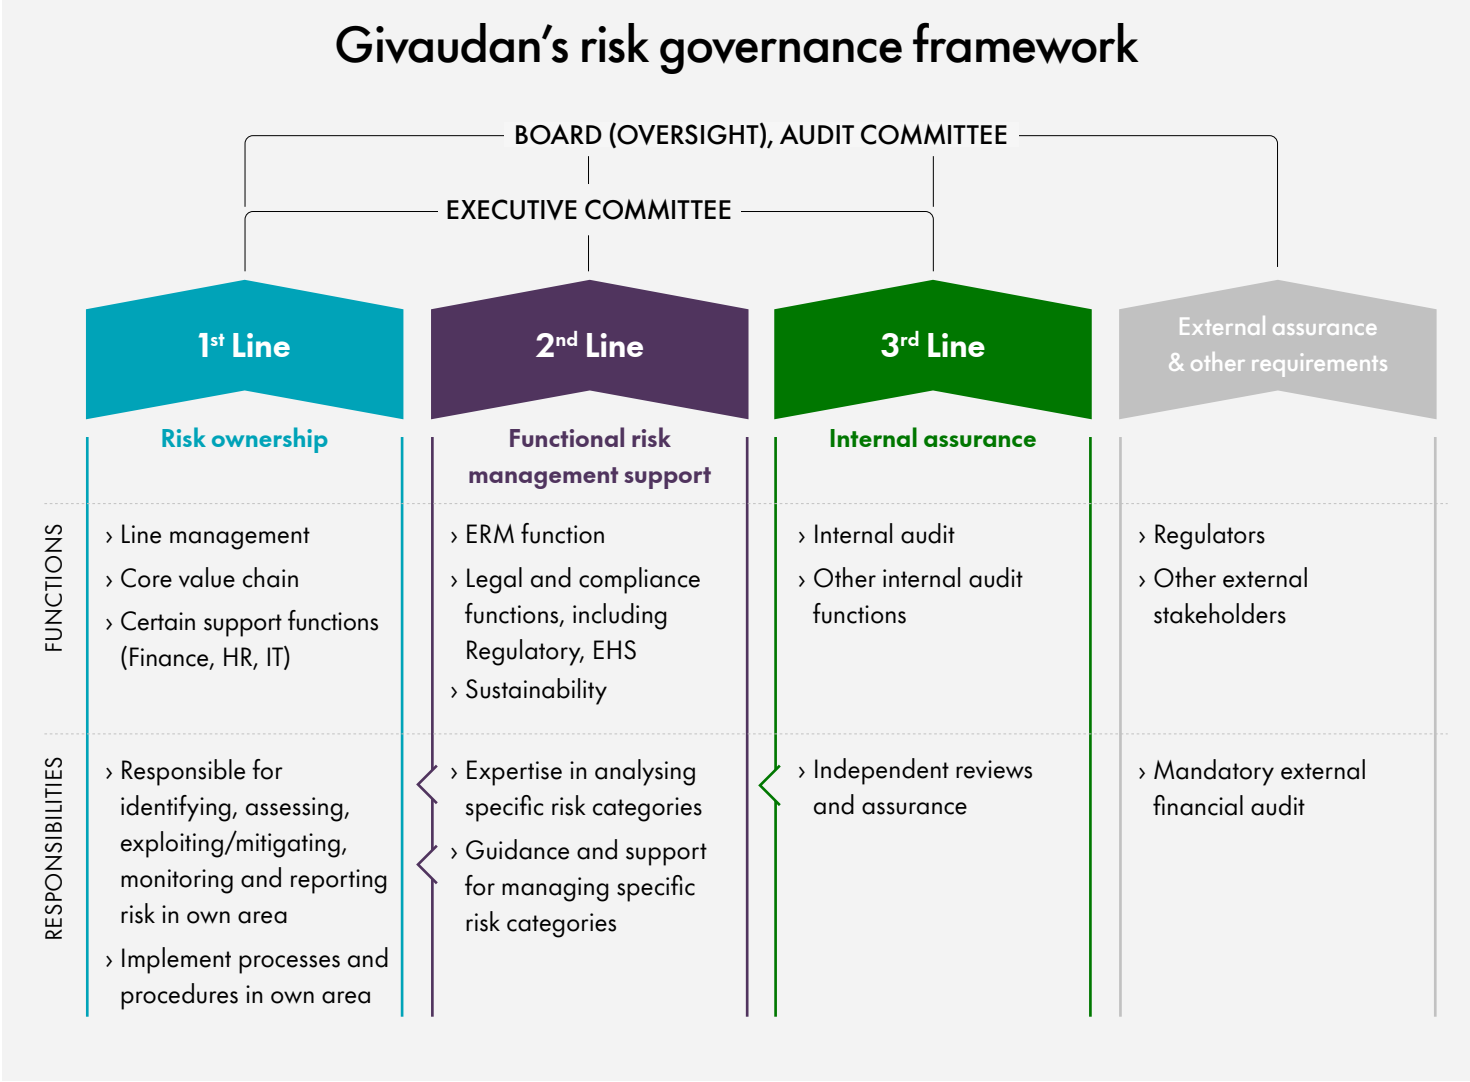 Givaudan’s risk governance framework
BOARD (OVERSIGHT), AUDIT COMMITTEE
EXECUTIVE COMMITTEE
1st Line
Risk ownership
2nd Line
Functional risk
management support
3rd Line
Internal assurance
External assurance
& other requirements
FUNCTIONS
› Line management
› Core value chain
› Certain support functions
(Finance, HR, IT)
› ERM function
› Legal and compliance
functions, including
Regulatory, EHS
› Sustainability
› Internal audit
› Other internal audit
functions
› Regulators
› Other external
stakeholders
RESPONSIBILITIES
› Responsible for
identifying, assessing,
exploiting/mitigating,
monitoring and reporting
risk in own area
› Implement processes and
procedures in own area
› Expertise in analysing
specific risk categories
› Guidance and support
for managing specific
risk categories
› Independent reviews
and assurance
› Mandatory external
financial audit